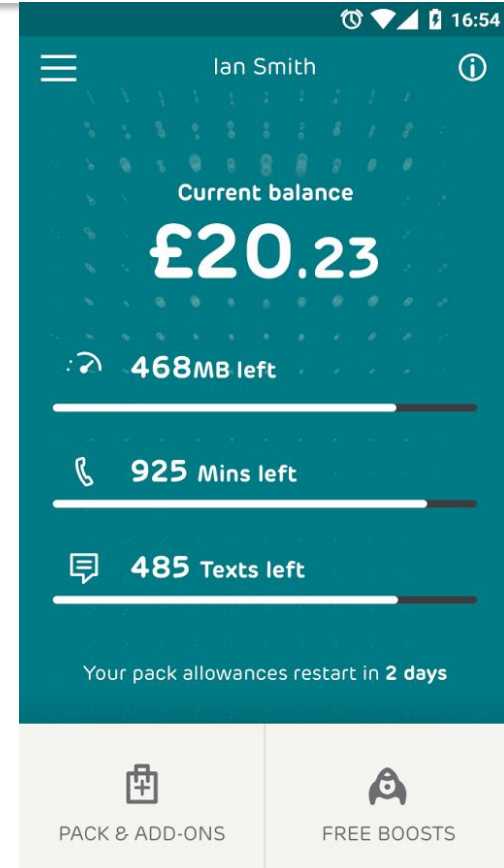 16:54
Ian Smith
Current balance
£20.23
468MB left
925 Mins left
485 Texts left
Your pack allowances restart in 2 days
PACK & ADD-ONS
FREE BOOSTS